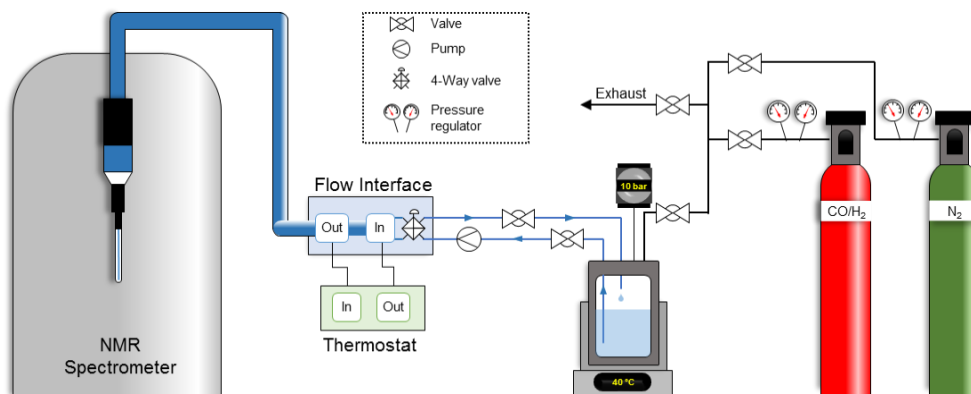 Valve
Pump
4-Way valve
Pressure
regulator
Exhaust
10 bar
Flow Interface
Out
In
In
Out
Thermostat
NMR
Spectrometer
CO/H₂
N₂
40 ºC